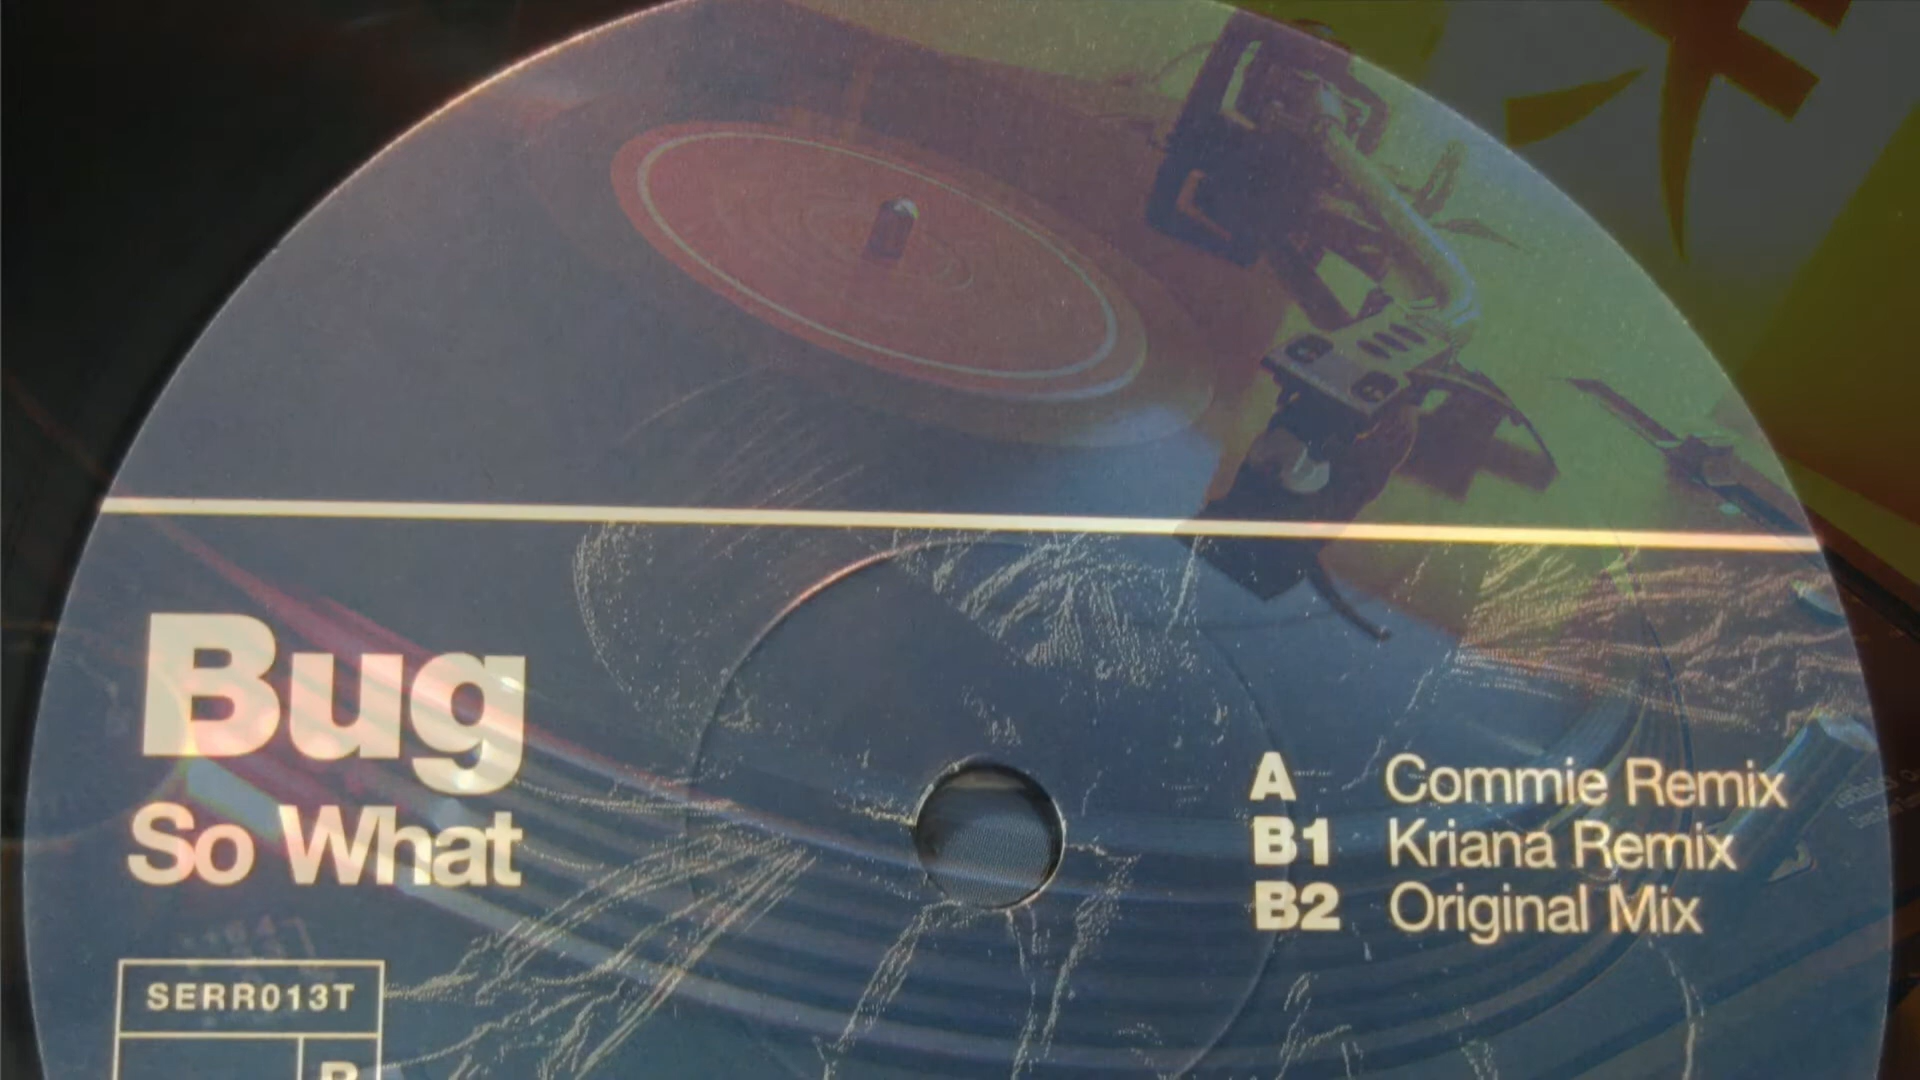 Bug
So What
A Commie Remix
B1 Kriana Remix
B2 Original Mix
SERR013T
B